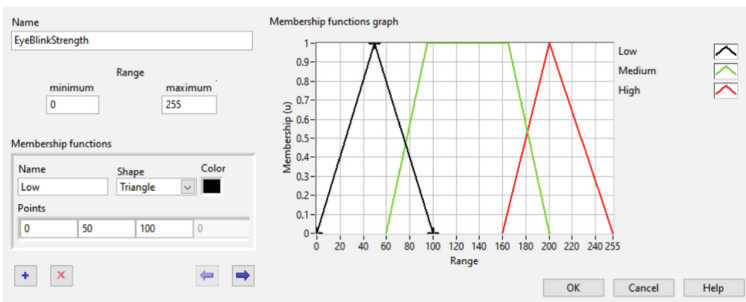 Name
EyeBlinkStrength
Range
minimum maximum
0 255
Membership functions
Name Shape Color
Low Triangle
Points
0 50 100 0
Membership functions graph
Membership (u)
1
0.9
0.8
0.7
0.6
0.5
0.4
0.3
0.2
0.1
0
0 20 40 60 80 100 120 140 160 180 200 220 240 255
Range
Low
Medium
High
OK Cancel Help